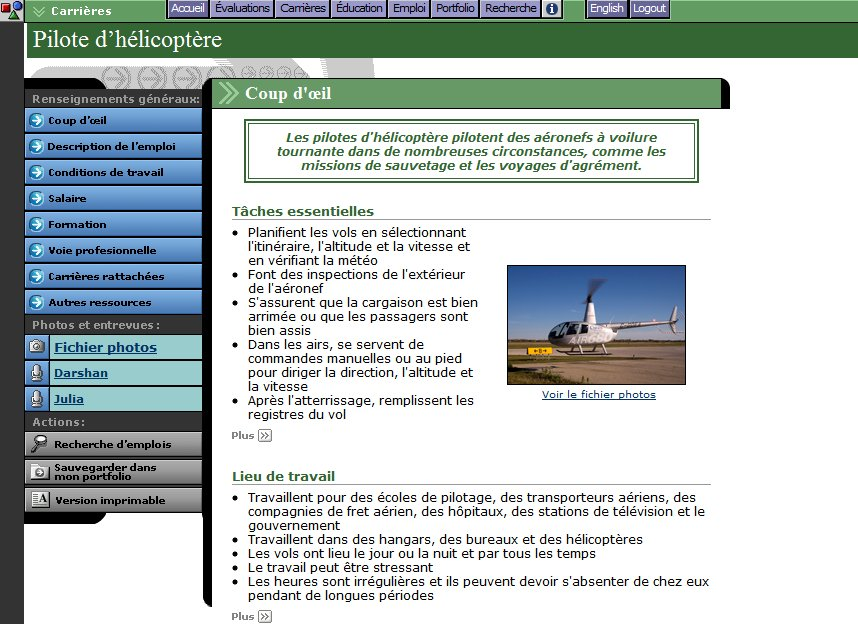 Carrières
Accueil Évaluations Carrières Éducation Emploi Portfolio Recherche i English Logout
Pilote d'hélicoptère
Renseignements généraux:
Coup d'œil
Description de l'emploi
Conditions de travail
Salaire
Formation
Voie profesionnelle
Carrières rattachées
Autres ressources
Photos et entrevues:
Fichier photos
Darshan
Julia
Actions:
Recherche d'emplois
Sauvegarder dans
mon portfolio
Version imprimable
Coup d'œil
Les pilotes d'hélicoptère pilotent des aéronefs à voilure
tournante dans de nombreuses circonstances, comme les
missions de sauvetage et les voyages d'agrément.
Tâches essentielles
Planifient les vols en sélectionnant
l'itinéraire, l'altitude et la vitesse et
en vérifiant la météo
Font des inspections de l'extérieur
de l'aéronef
S'assurent que la cargaison est bien
arrimée ou que les passagers sont
bien assis
Dans les airs, se servent de
commandes manuelles ou au pied
pour diriger la direction, l'altitude et
la vitesse
Après l'atterrissage, remplissent les
registres du vol
Plus
Voir le fichier photos
Lieu de travail
Travaillent pour des écoles de pilotage, des transporteurs aériens, des
compagnies de fret aérien, des hôpitaux, des stations de télévision et le
gouvernement
Travaillent dans des hangars, des bureaux et des hélicoptères
Les vols ont lieu le jour ou la nuit et par tous les temps
Le travail peut être stressant
Les heures sont irrégulières et ils peuvent devoir s'absenter de chez eux
pendant de longues périodes
Plus